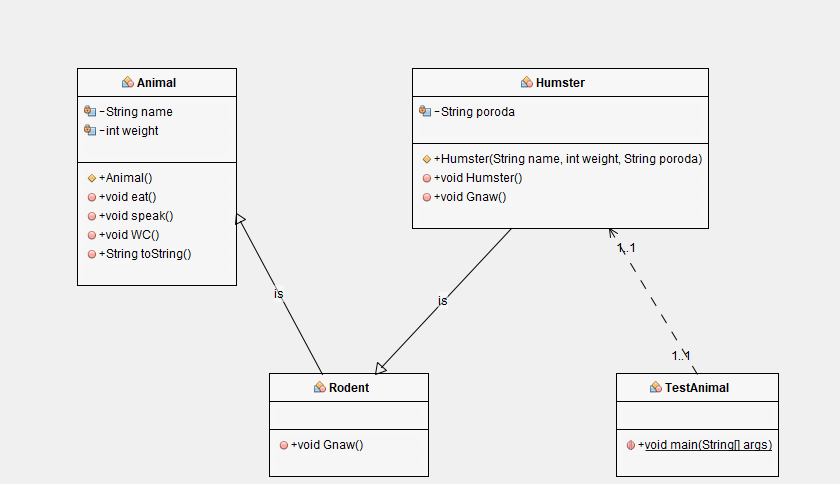 Animal
-String name
-int weight
+Animal()
+void eat()
+void speak()
+void WC()
+String toString()
Humster
-String poroda
+Humster(String name, int weight, String poroda)
+void Humster()
+void Gnaw()
is
is
1..1
1..1
Rodent
+void Gnaw()
TestAnimal
+void main(String[] args)